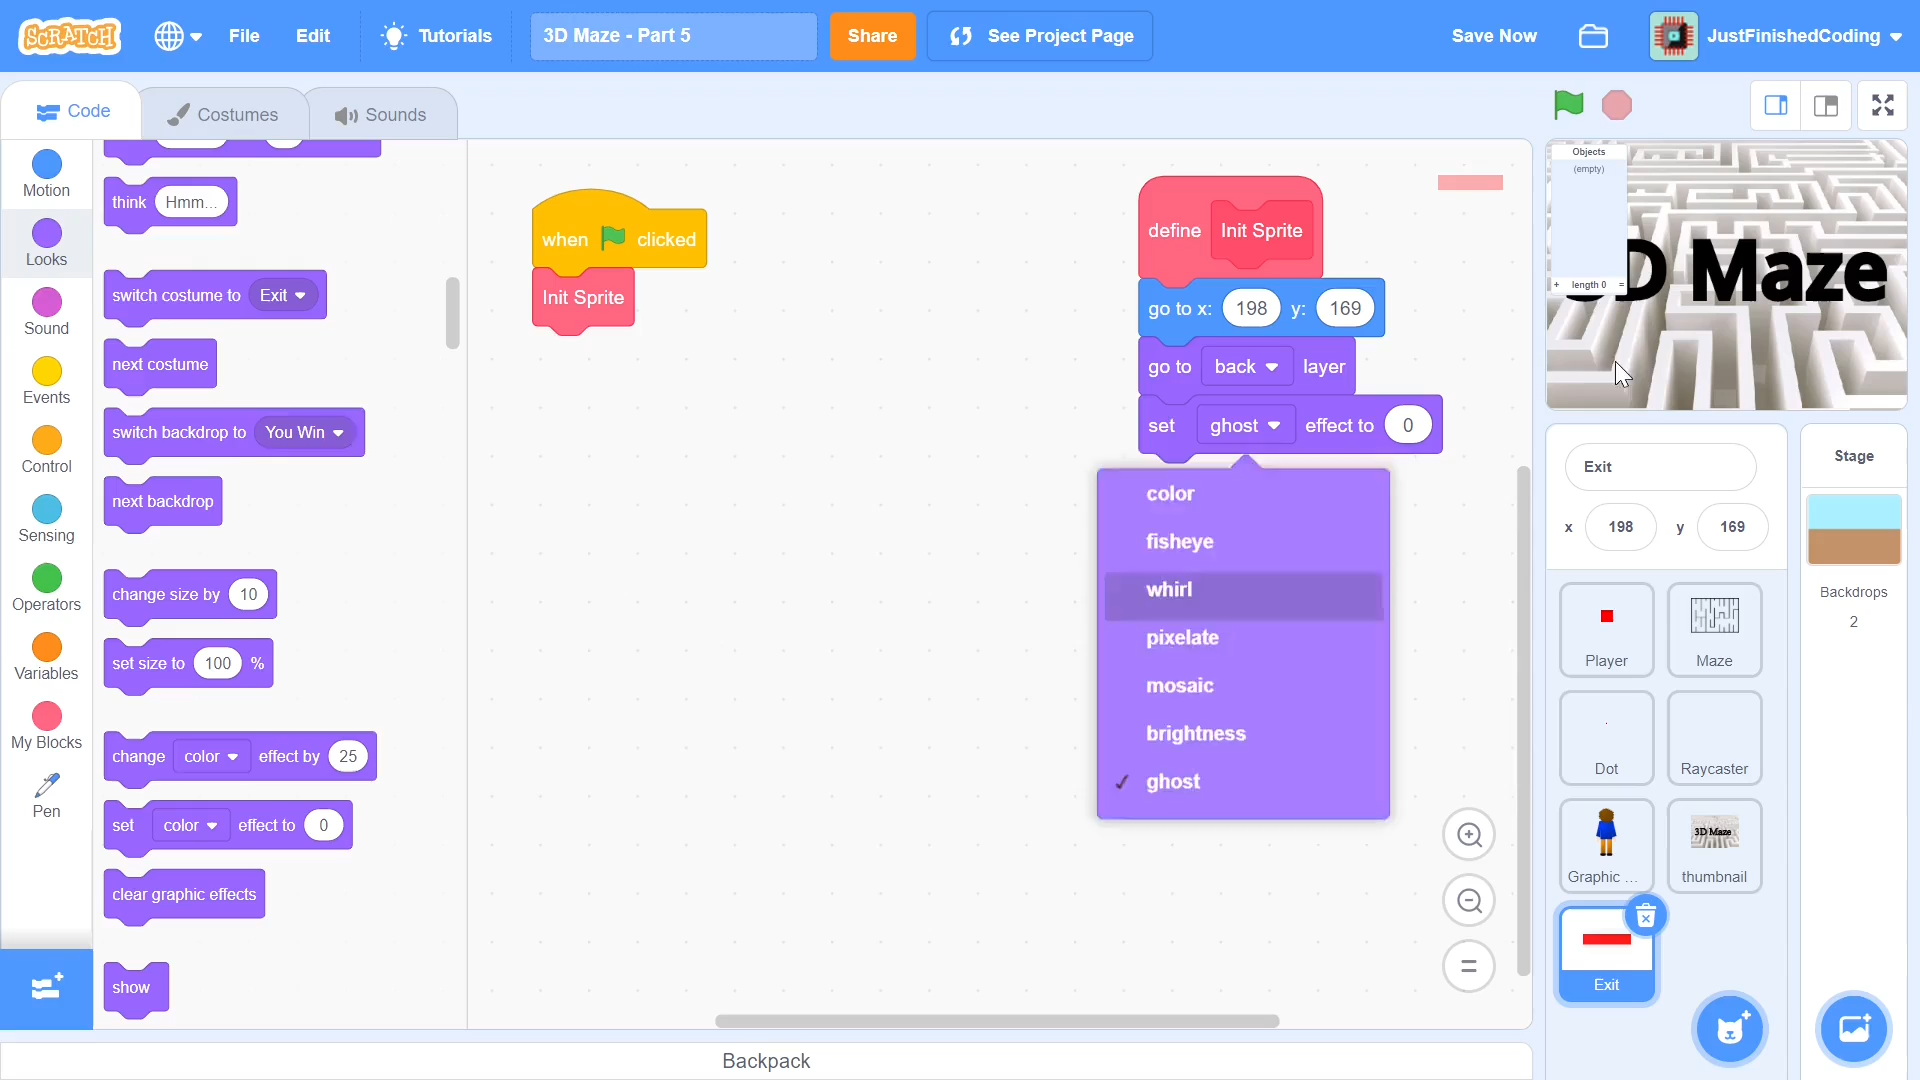 SCRATCH
File
Edit
Tutorials
3D Maze - Part 5
Share
See Project Page
Save Now
JustFinishedCoding
Code
Costumes
Sounds
Motion
Looks
Sound
Events
Control
Sensing
Operators
Variables
My Blocks
Pen
think Hmm...
switch costume to Exit
next costume
switch backdrop to You Win
next backdrop
change size by 10
set size to 100 %
change color effect by 25
set color effect to 0
clear graphic effects
show
when clicked
Init Sprite
define Init Sprite
go to x: 198 y: 169
go to back layer
set ghost effect to 0
color
fisheye
whirl
pixelate
mosaic
brightness
✓ ghost
Objects
(empty)
+ length 0 =
3D Maze
Exit
x 198 y 169
Player
Maze
Dot
Raycaster
Graphic ...
3D Maze
thumbnail
Exit
Stage
Backdrops
2
Backpack